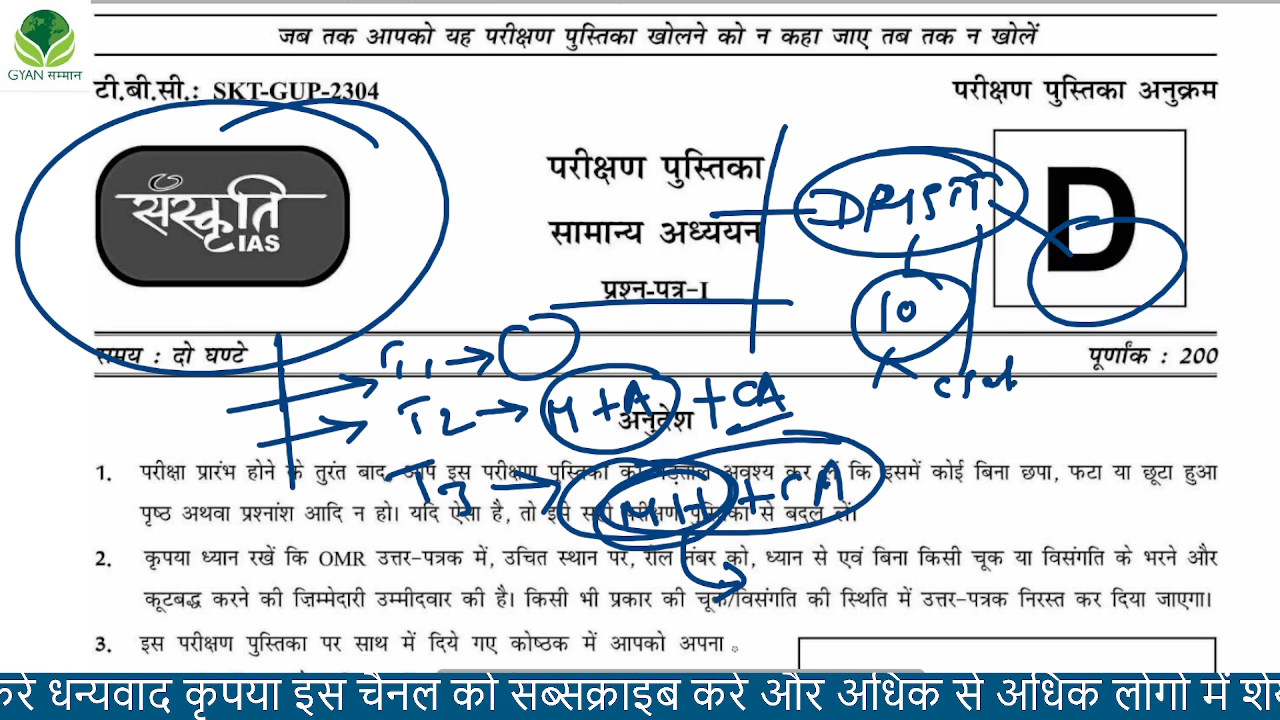 जब तक आपको यह परीक्षण पुस्तिका खोलने को न कहा जाए तब तक न खोलें
GYAN सम्मान
टी.बी.सी.: SKT-GUP-2304
परीक्षण पुस्तिका अनुक्रम
संस्कृति
IAS
परीक्षण पुस्तिका
सामान्य अध्ययन
प्रश्न-पत्र-I
D
10
समय : दो घण्टे
पूर्णांक : 200
T1
T2 → M+A + CA
csat
अनुदेश
T3 → MH + CA
1. परीक्षा प्रारंभ होने के तुरंत बाद, आप इस परीक्षण पुस्तिका की पड़ताल अवश्य कर लें कि इसमें कोई बिना छपा, फटा या छूटा हुआ
पृष्ठ अथवा प्रश्नांश आदि न हो। यदि ऐसा है, तो इसे सही परीक्षण पुस्तिका से बदल लें।
2. कृपया ध्यान रखें कि OMR उत्तर-पत्रक में, उचित स्थान पर, रोल नंबर को, ध्यान से एवं बिना किसी चूक या विसंगति के भरने और
कूटबद्ध करने की ज़िम्मेदारी उम्मीदवार की है। किसी भी प्रकार की चूक/विसंगति की स्थिति में उत्तर-पत्रक निरस्त कर दिया जाएगा।
3. इस परीक्षण पुस्तिका पर साथ में दिये गए कोष्ठक में आपको अपना
करे धन्यवाद कृपया इस चैनल को सब्सक्राइब करे और अधिक से अधिक लोगो में